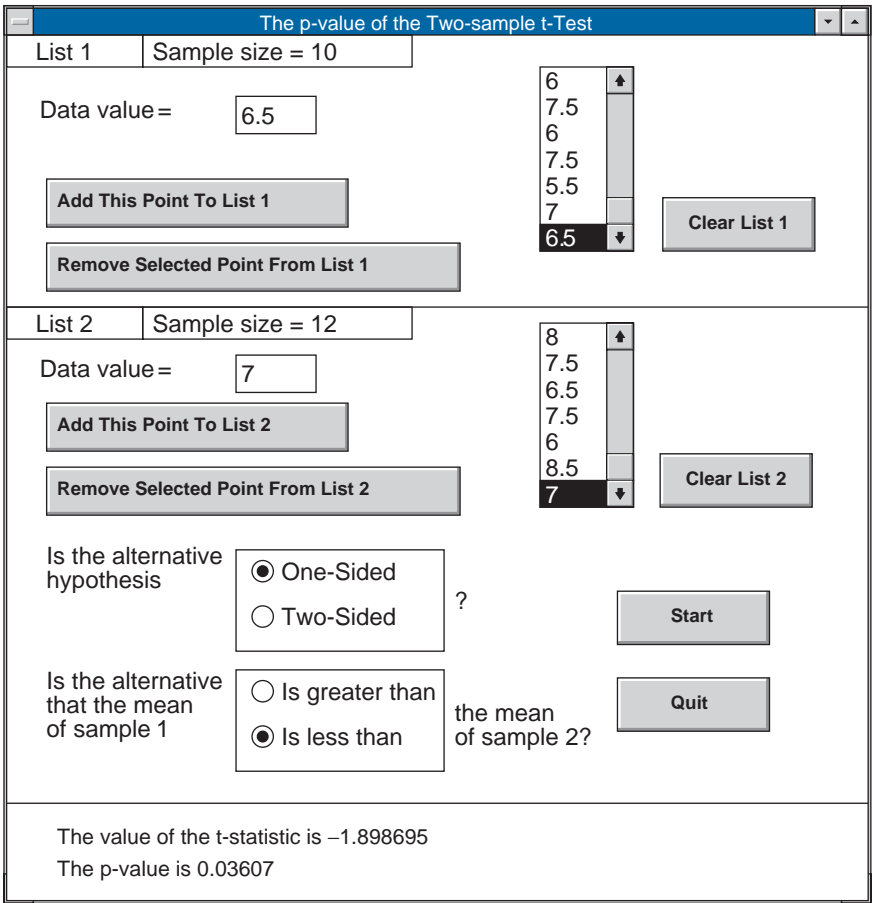 The p-value of the Two-sample t-Test
List 1 Sample size = 10
Data value = 6.5
Add This Point To List 1
Remove Selected Point From List 1
6
7.5
6
7.5
5.5
7
6.5
Clear List 1
List 2 Sample size = 12
Data value = 7
Add This Point To List 2
Remove Selected Point From List 2
8
7.5
6.5
7.5
6
8.5
7
Clear List 2
Is the alternative
hypothesis
One-Sided
Two-Sided
?
Start
Is the alternative
that the mean
of sample 1
Is greater than
Is less than
the mean
of sample 2?
Quit
The value of the t-statistic is −1.898695
The p-value is 0.03607